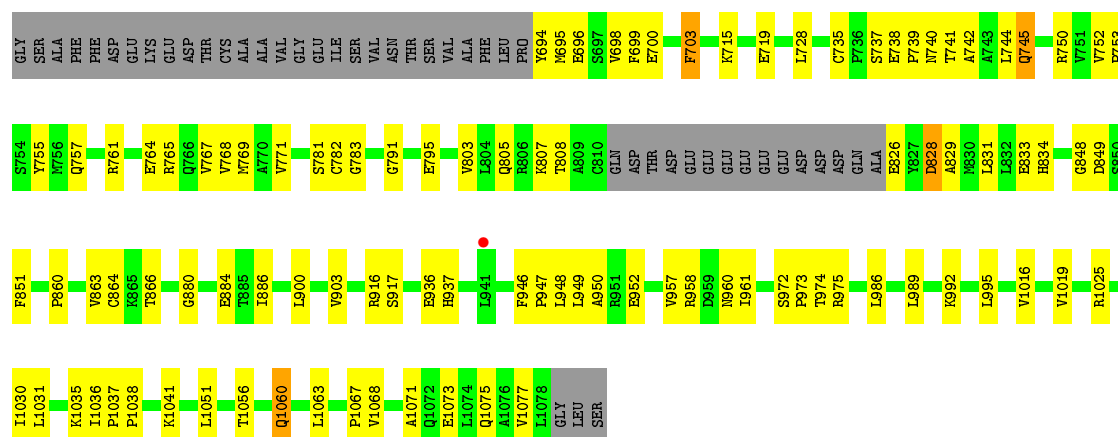 GLY SER ALA PHE PHE ASP GLU LYS GLU ASP THR CYS ALA ALA VAL GLY GLU ILE SER VAL ASN THR SER VAL ALA PHE LEU PRO Y694 M695 E696 S697 V698 F699 E700 F703 K715 E719 L728 C735 P736 S737 E738 P739 N740 T741 A742 A743 L744 Q745 R750 V751 V752 P753
S754 Y755 M756 Q757 R761 E764 R765 Q766 V767 V768 M769 A770 V771 S781 C782 G783 G791 E795 V803 L804 Q805 R806 K807 T808 A809 C810 GLN ASP THR ASP GLU GLU GLU GLU GLU GLU ASP ASP ASP GLN ALA E826 Y827 D828 A829 M830 L831 L832 E833 H834 G848 D849 S850
F851 P860 V863 C864 K865 T866 G880 E884 T885 I886 L900 V903 R916 S917 E936 H937 L941 F946 P947 L948 L949 A950 R951 E952 V957 R958 D959 N960 I961 S972 P973 T974 R975 L986 L989 K992 L995 V1016 V1019 R1025
I1030 L1031 K1035 I1036 P1037 P1038 K1041 L1051 T1056 Q1060 L1063 P1067 V1068 A1071 Q1072 E1073 L1074 Q1075 A1076 V1077 L1078 GLY LEU SER